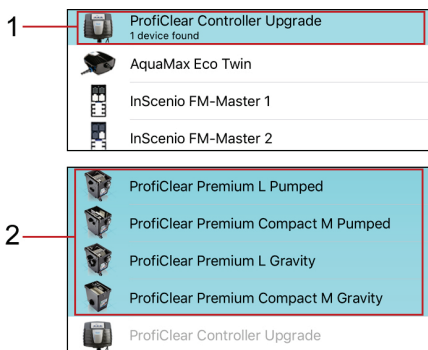 1
ProfiClear Controller Upgrade
1 device found
AquaMax Eco Twin
InScenio FM-Master 1
InScenio FM-Master 2
2
ProfiClear Premium L Pumped
ProfiClear Premium Compact M Pumped
ProfiClear Premium L Gravity
ProfiClear Premium Compact M Gravity
ProfiClear Controller Upgrade